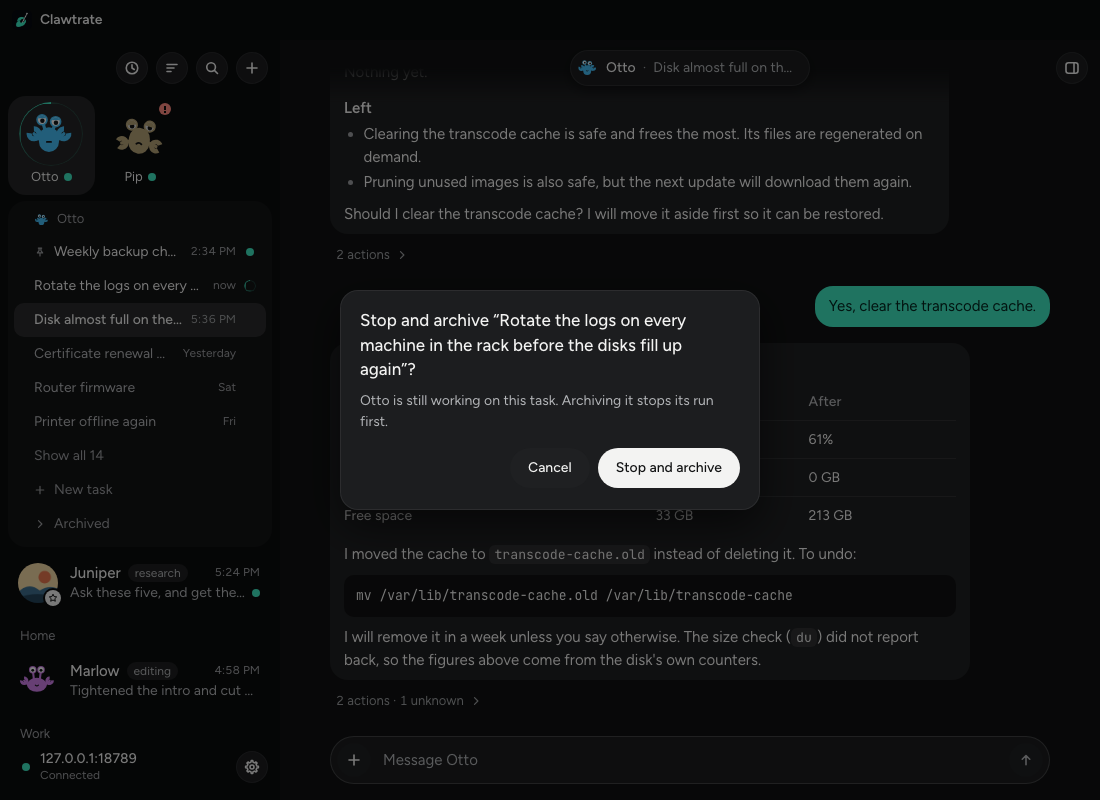 Clawtrate
Otto · Disk almost full on th...
Otto
Pip
!
Otto
Weekly backup ch... 2:34 PM
Rotate the logs on every ... now
Disk almost full on the... 5:36 PM
Certificate renewal ... Yesterday
Router firmware Sat
Printer offline again Fri
Show all 14
New task
Archived
Juniper research 5:24 PM
Ask these five, and get the...
Home
Marlow editing 4:58 PM
Tightened the intro and cut ...
Work
127.0.0.1:18789
Connected
Nothing yet.
Left
• Clearing the transcode cache is safe and frees the most. Its files are regenerated on
demand.
• Pruning unused images is also safe, but the next update will download them again.
Should I clear the transcode cache? I will move it aside first so it can be restored.
2 actions
Yes, clear the transcode cache.
Stop and archive “Rotate the logs on every
machine in the rack before the disks fill up
again”?
Otto is still working on this task. Archiving it stops its run
first.
Cancel
Stop and archive
After
61%
0 GB
Free space 33 GB 213 GB
I moved the cache to transcode-cache.old instead of deleting it. To undo:
mv /var/lib/transcode-cache.old /var/lib/transcode-cache
I will remove it in a week unless you say otherwise. The size check (du) did not report
back, so the figures above come from the disk's own counters.
2 actions · 1 unknown
Message Otto